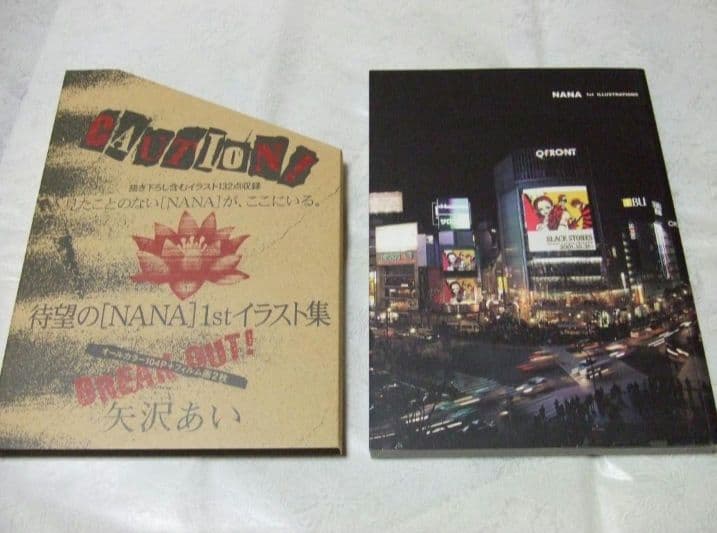 CAUTION!
描き下ろし含むイラスト132点収録
見たことのない[NANA]が、ここにいる。
待望の[NANA]1stイラスト集
BREAK OUT!
オールカラー104P+フィルム
矢沢あい
NANA 1st ILLUSTRATIONS
QFRONT
BLACK STONES
BU